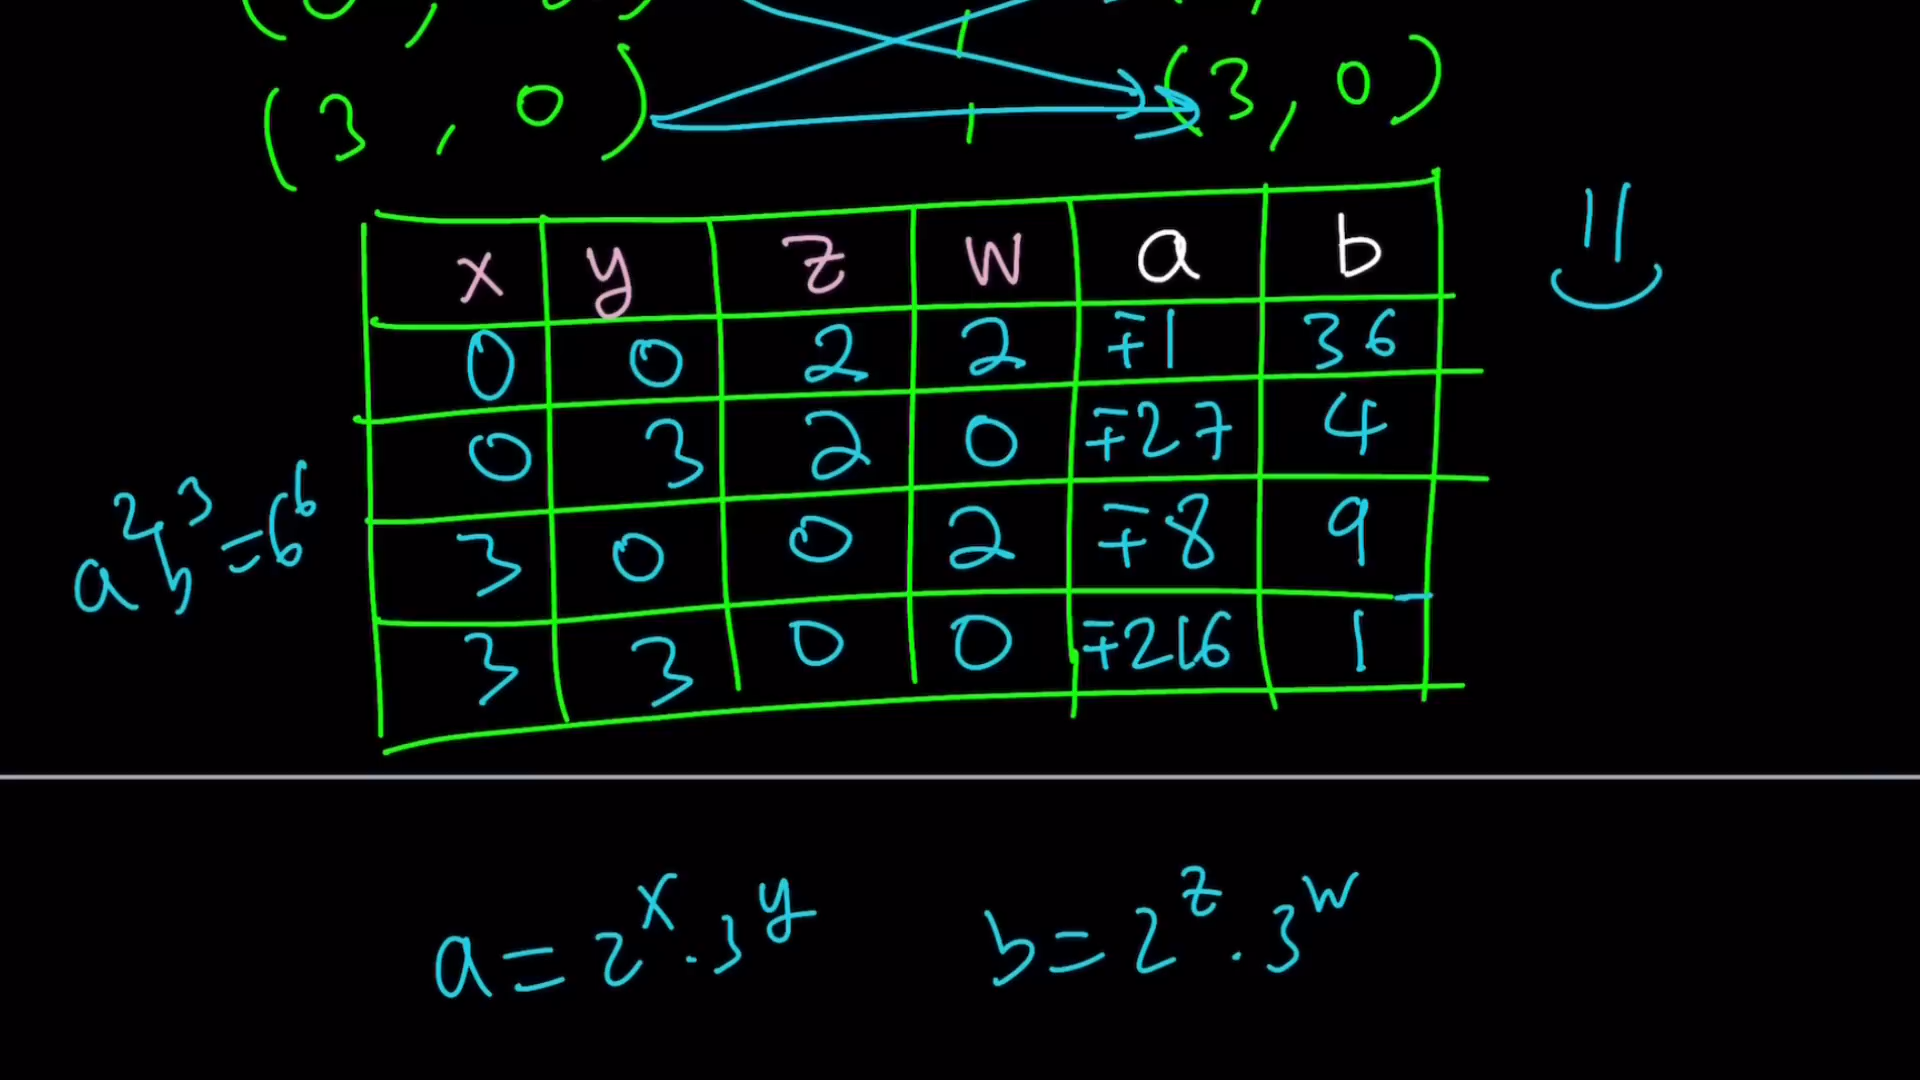 (3, 0) (3, 0)
x y z w a b
0 0 2 2 ∓1 36
0 3 2 0 ∓27 4
a²b³=6⁶
3 0 0 2 ∓8 9
3 3 0 0 ∓216 1
a=2ˣ.3ʸ b=2ᶻ.3ʷ